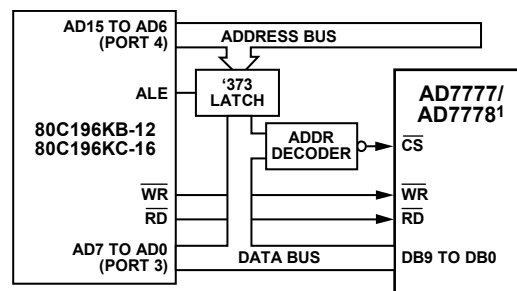 AD15 TO AD6
(PORT 4)
ADDRESS BUS
ALE
'373
LATCH
AD7777/
AD7778¹
80C196KB-12
80C196KC-16
ADDR
DECODER
CS
WR
WR
RD
RD
AD7 TO AD0
(PORT 3)
DATA BUS
DB9 TO DB0